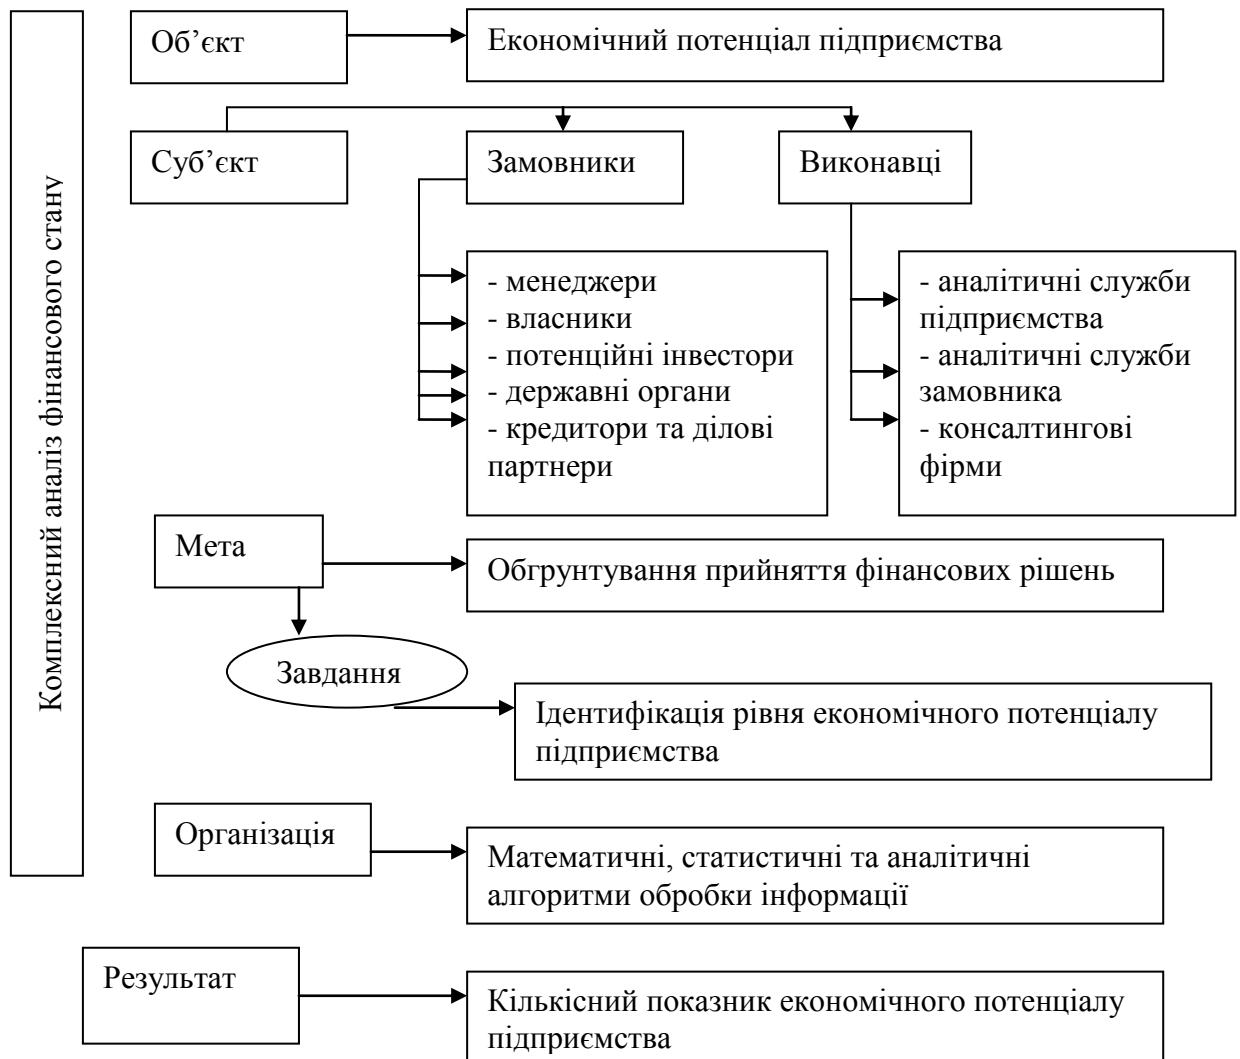 Комплексний аналіз фінансового стану
Об’єкт
Економічний потенціал підприємства
Суб’єкт
Замовники
Виконавці
- менеджери
- власники
- потенційні інвестори
- державні органи
- кредитори та ділові
партнери
- аналітичні служби
підприємства
- аналітичні служби
замовника
- консалтингові
фірми
Мета
Обгрунтування прийняття фінансових рішень
Завдання
Ідентифікація рівня економічного потенціалу
підприємства
Організація
Математичні, статистичні та аналітичні
алгоритми обробки інформації
Результат
Кількісний показник економічного потенціалу
підприємства